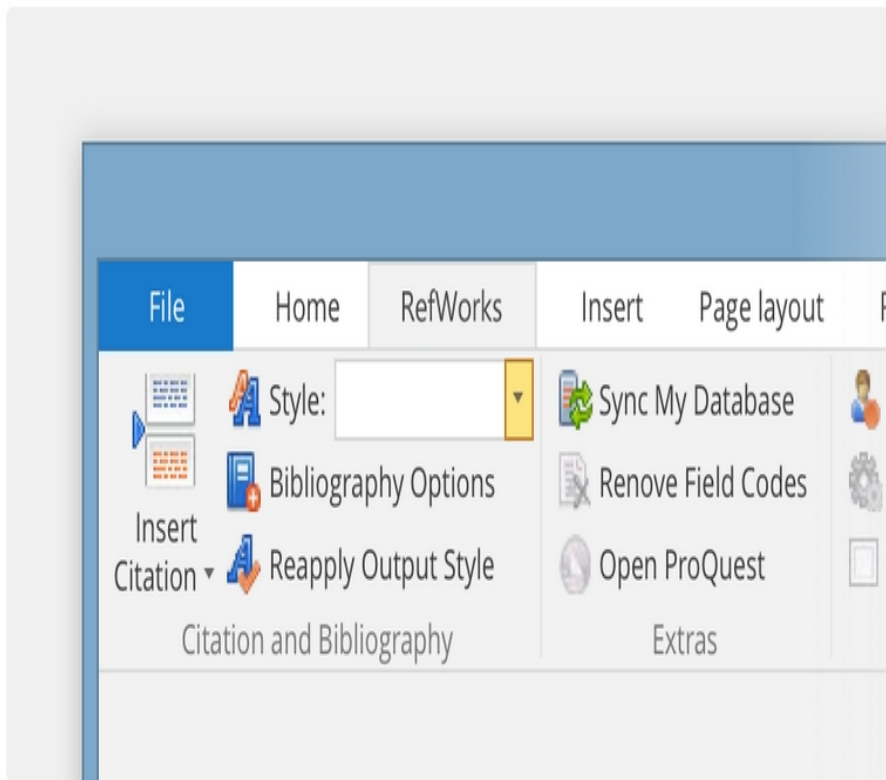 File Home RefWorks Insert Page layout
Style:
Sync My Database
Bibliography Options
Renove Field Codes
Insert
Citation
Reapply Output Style
Open ProQuest
Citation and Bibliography
Extras